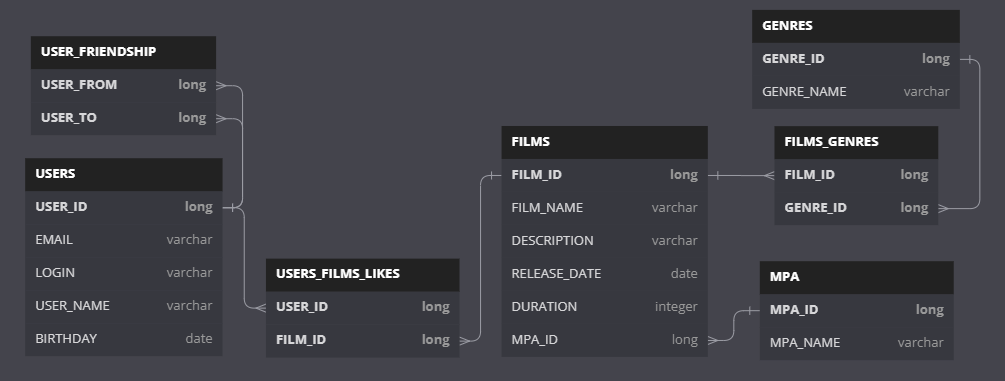 USER_FRIENDSHIP
USER_FROM long
USER_TO long
USERS
USER_ID long
EMAIL varchar
LOGIN varchar
USER_NAME varchar
BIRTHDAY date
USERS_FILMS_LIKES
USER_ID long
FILM_ID long
FILMS
FILM_ID long
FILM_NAME varchar
DESCRIPTION varchar
RELEASE_DATE date
DURATION integer
MPA_ID long
GENRES
GENRE_ID long
GENRE_NAME varchar
FILMS_GENRES
FILM_ID long
GENRE_ID long
MPA
MPA_ID long
MPA_NAME varchar